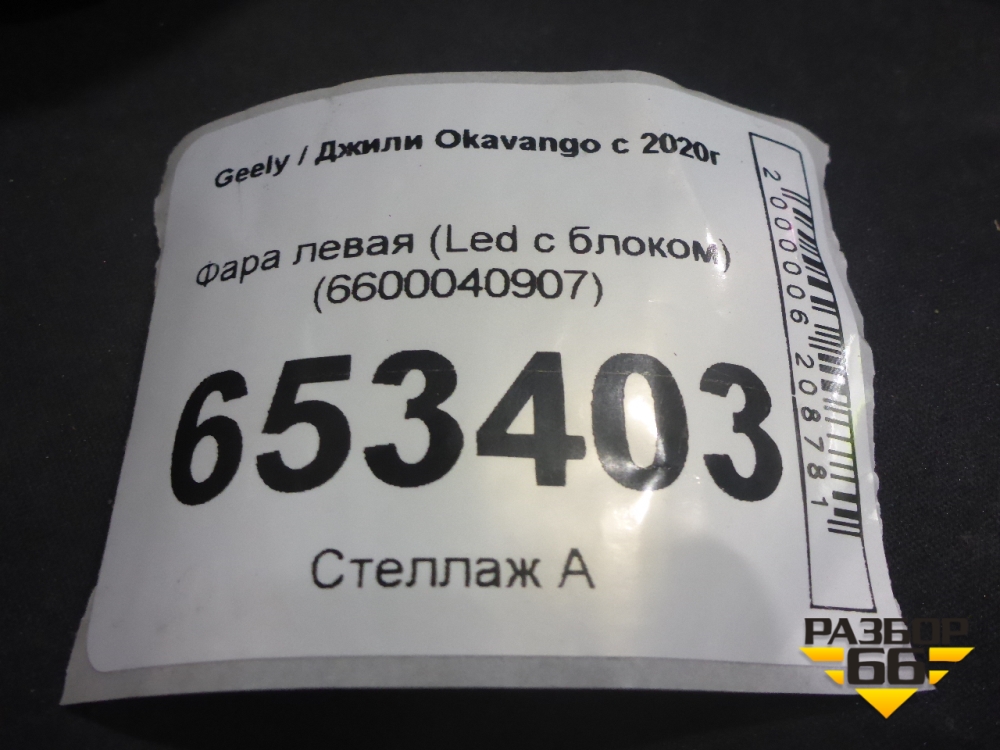 Geely / Джили Okavango с 2020г
Фара левая (Led с блоком)
(6600040907)
653403
Стеллаж А
2000006208781
РАЗБОР
66